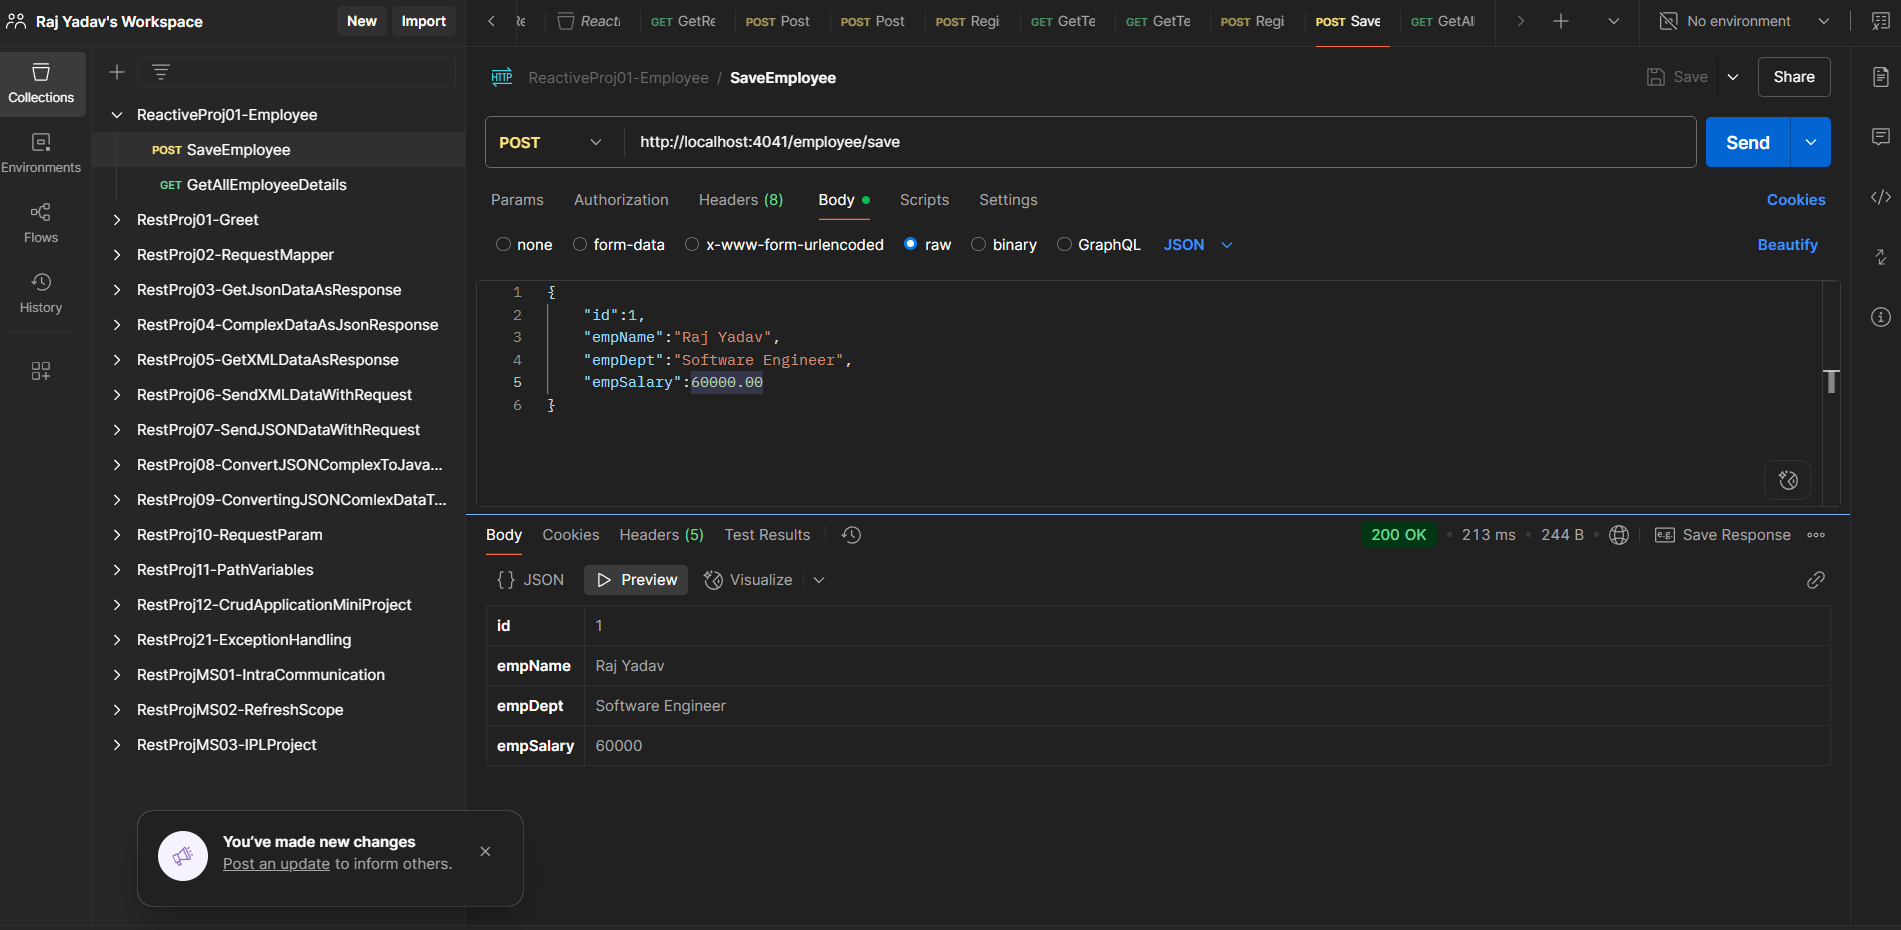 Raj Yadav's Workspace
New
Import
Collections
Environments
Flows
History
ReactiveProj01-Employee
POST SaveEmployee
GET GetAllEmployeeDetails
RestProj01-Greet
RestProj02-RequestMapper
RestProj03-GetJsonDataAsResponse
RestProj04-ComplexDataAsJsonResponse
RestProj05-GetXMLDataAsResponse
RestProj06-SendXMLDataWithRequest
RestProj07-SendJSONDataWithRequest
RestProj08-ConvertJSONComplexToJava...
RestProj09-ConvertingJSONComlexDataT...
RestProj10-RequestParam
RestProj11-PathVariables
RestProj12-CrudApplicationMiniProject
RestProj21-ExceptionHandling
RestProjMS01-IntraCommunication
RestProjMS02-RefreshScope
RestProjMS03-IPLProject
You've made new changes
Post an update to inform others.
Reacti GET GetRe POST Post POST Post POST Regi GET GetTe GET GetTe POST Regi POST Save GET GetAll
No environment
HTTP ReactiveProj01-Employee / SaveEmployee
Save
Share
POST http://localhost:4041/employee/save
Send
Params Authorization Headers (8) Body Scripts Settings
Cookies
none form-data x-www-form-urlencoded raw binary GraphQL JSON
Beautify
1 {
2 "id":1,
3 "empName":"Raj Yadav",
4 "empDept":"Software Engineer",
5 "empSalary":60000.00
6 }
Body Cookies Headers (5) Test Results
200 OK • 213 ms • 244 B • e.g. Save Response
{} JSON Preview Visualize
id 1
empName Raj Yadav
empDept Software Engineer
empSalary 60000